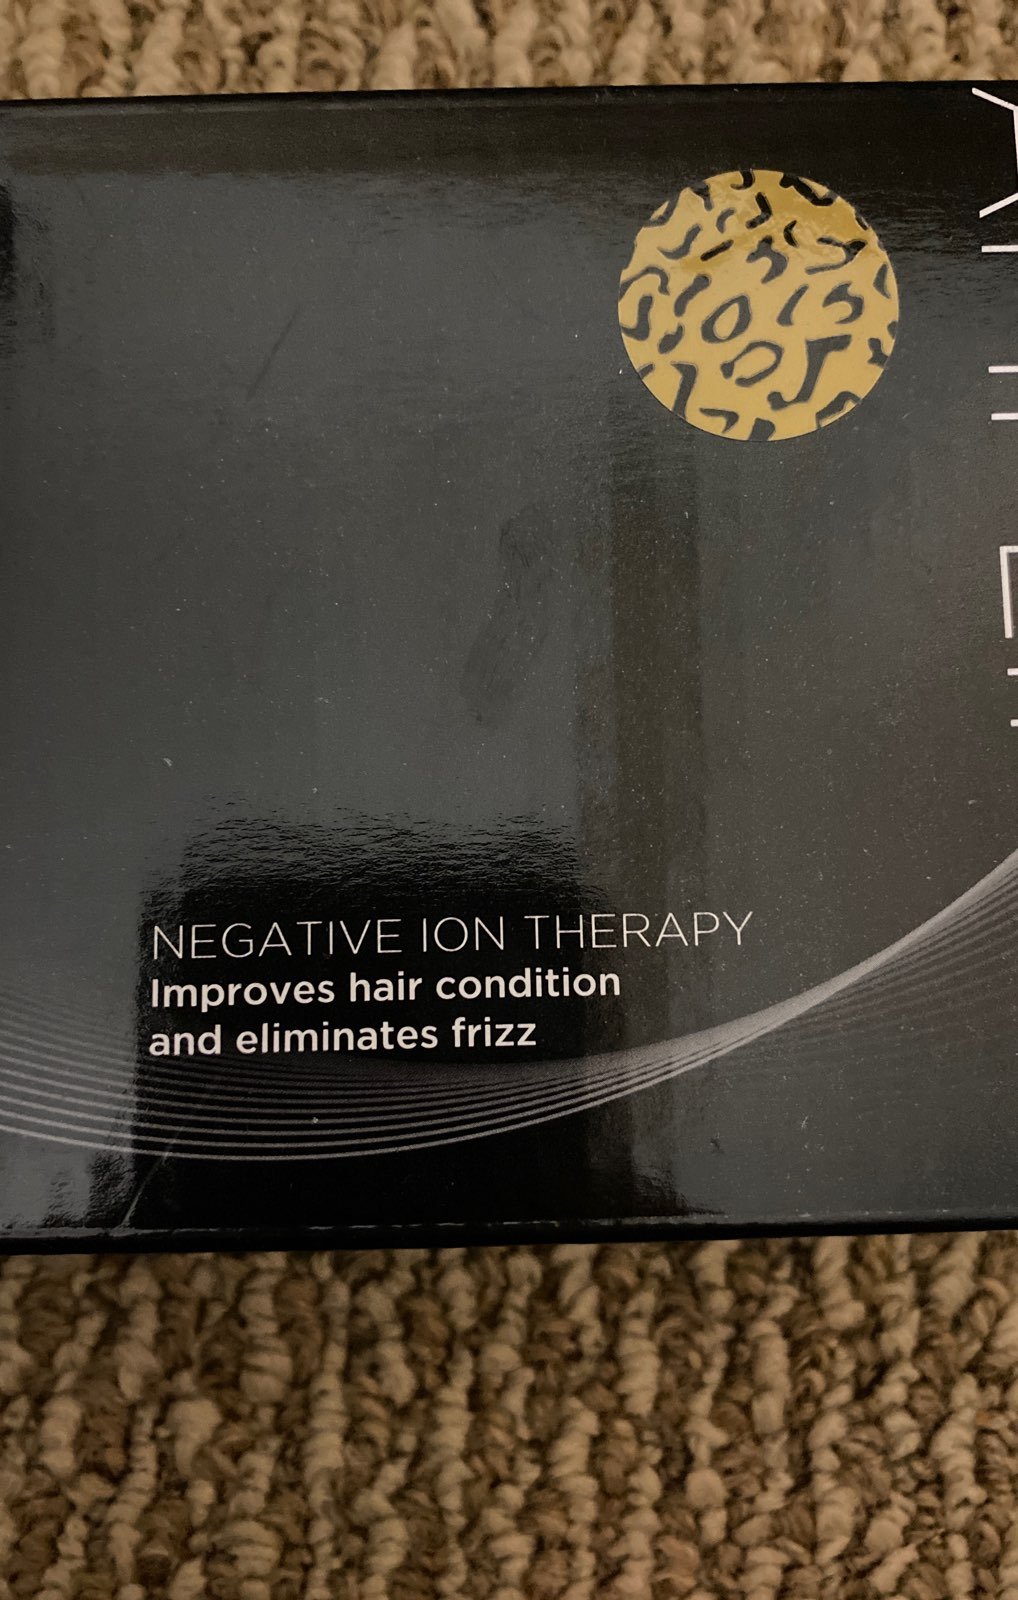 NEGATIVE ION THERAPY
Improves hair condition
and eliminates frizz